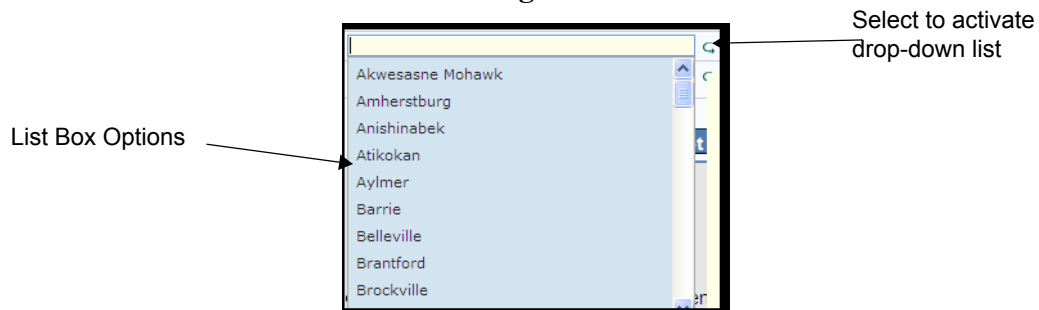 Select to activate
drop-down list
Akwesasne Mohawk
Amherstburg
Anishinabek
List Box Options
Atikokan
t
Aylmer
Barrie
Belleville
Brantford
Brockville